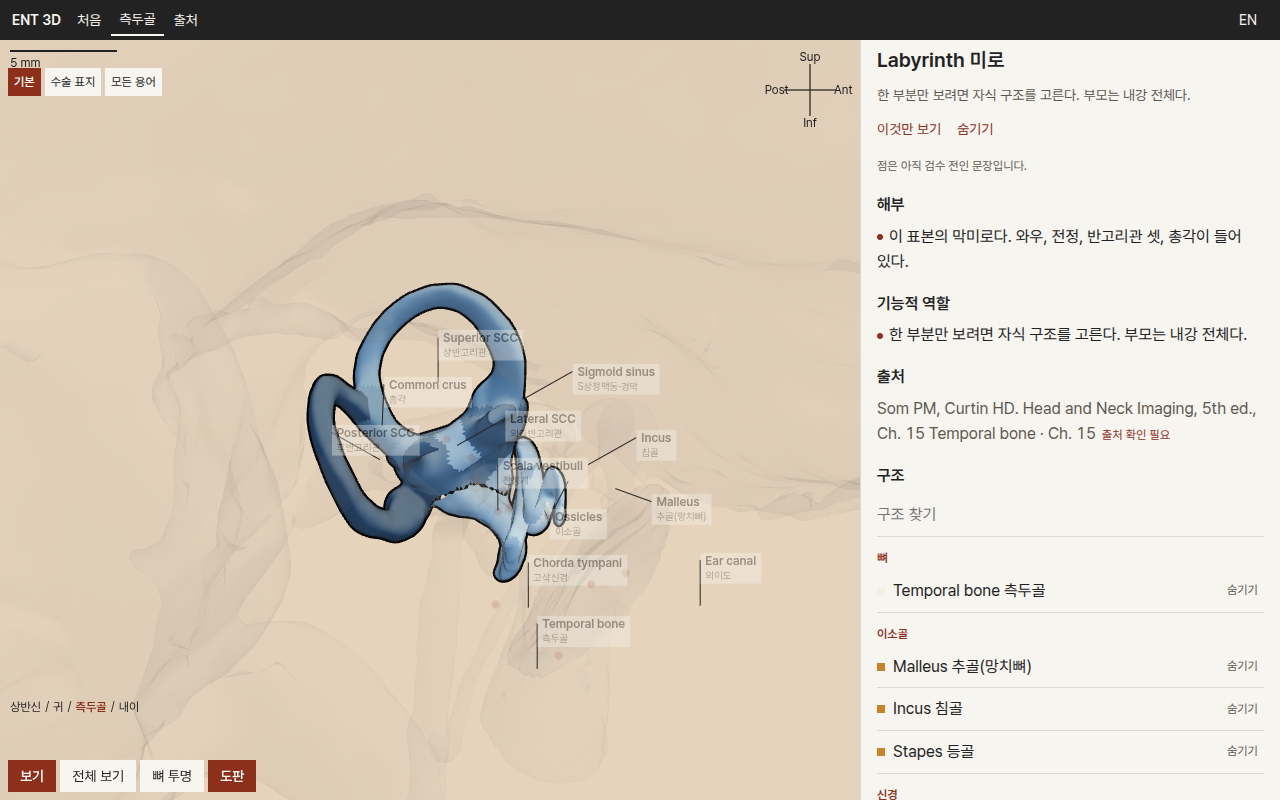 ENT 3D 처음 측두골 출처 EN
5 mm
기본 수술 표지 모든 용어
Sup
Post Ant
Inf
Superior SCC
상반고리관
Common crus
총각
Sigmoid sinus
S상정맥동·경막
Posterior SCC
후반고리관
Lateral SCC
외측반고리관
Incus
침골
Scala vestibuli
전정계
Malleus
추골(망치뼈)
Ossicles
이소골
Chorda tympani
고삭신경
Ear canal
외이도
Temporal bone
측두골
상반신 / 귀 / 측두골 / 내이
보기 전체 보기 뼈 투명 도판
Labyrinth 미로
한 부분만 보려면 자식 구조를 고른다. 부모는 내강 전체다.
이것만 보기 숨기기
점은 아직 검수 전인 문장입니다.
해부
이 표본의 막미로다. 와우, 전정, 반고리관 셋, 총각이 들어
있다.
기능적 역할
한 부분만 보려면 자식 구조를 고른다. 부모는 내강 전체다.
출처
Som PM, Curtin HD. Head and Neck Imaging, 5th ed.,
Ch. 15 Temporal bone · Ch. 15 출처 확인 필요
구조
구조 찾기
뼈
Temporal bone 측두골 숨기기
이소골
Malleus 추골(망치뼈) 숨기기
Incus 침골 숨기기
Stapes 등골 숨기기
신경